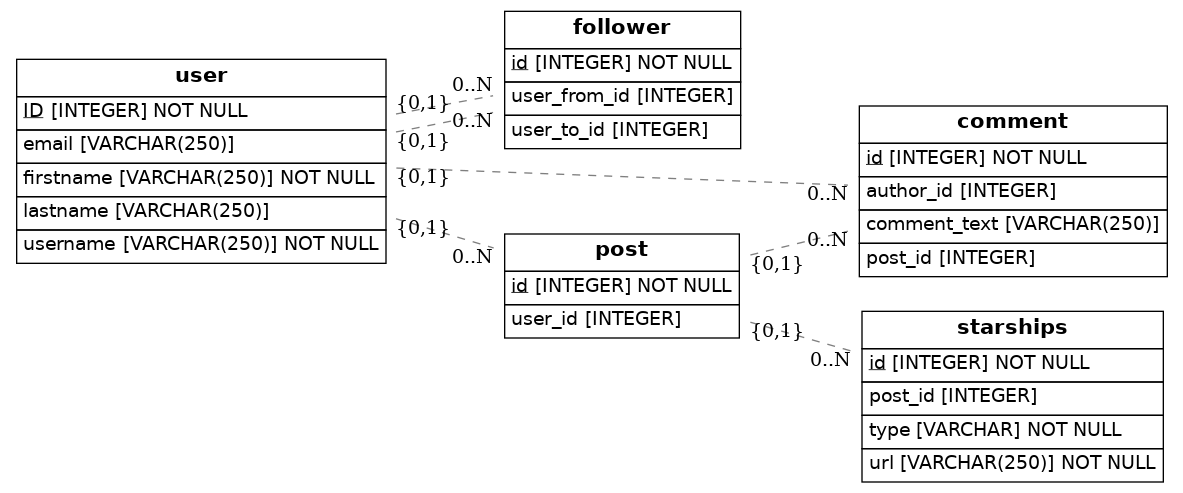 user
ID [INTEGER] NOT NULL
email [VARCHAR(250)]
firstname [VARCHAR(250)] NOT NULL
lastname [VARCHAR(250)]
username [VARCHAR(250)] NOT NULL
follower
id [INTEGER] NOT NULL
user_from_id [INTEGER]
user_to_id [INTEGER]
0..N
{0,1}
0..N
{0,1}
{0,1}
0..N
{0,1}
0..N
post
id [INTEGER] NOT NULL
user_id [INTEGER]
comment
id [INTEGER] NOT NULL
author_id [INTEGER]
comment_text [VARCHAR(250)]
post_id [INTEGER]
0..N
{0,1}
{0,1}
0..N
starships
id [INTEGER] NOT NULL
post_id [INTEGER]
type [VARCHAR] NOT NULL
url [VARCHAR(250)] NOT NULL